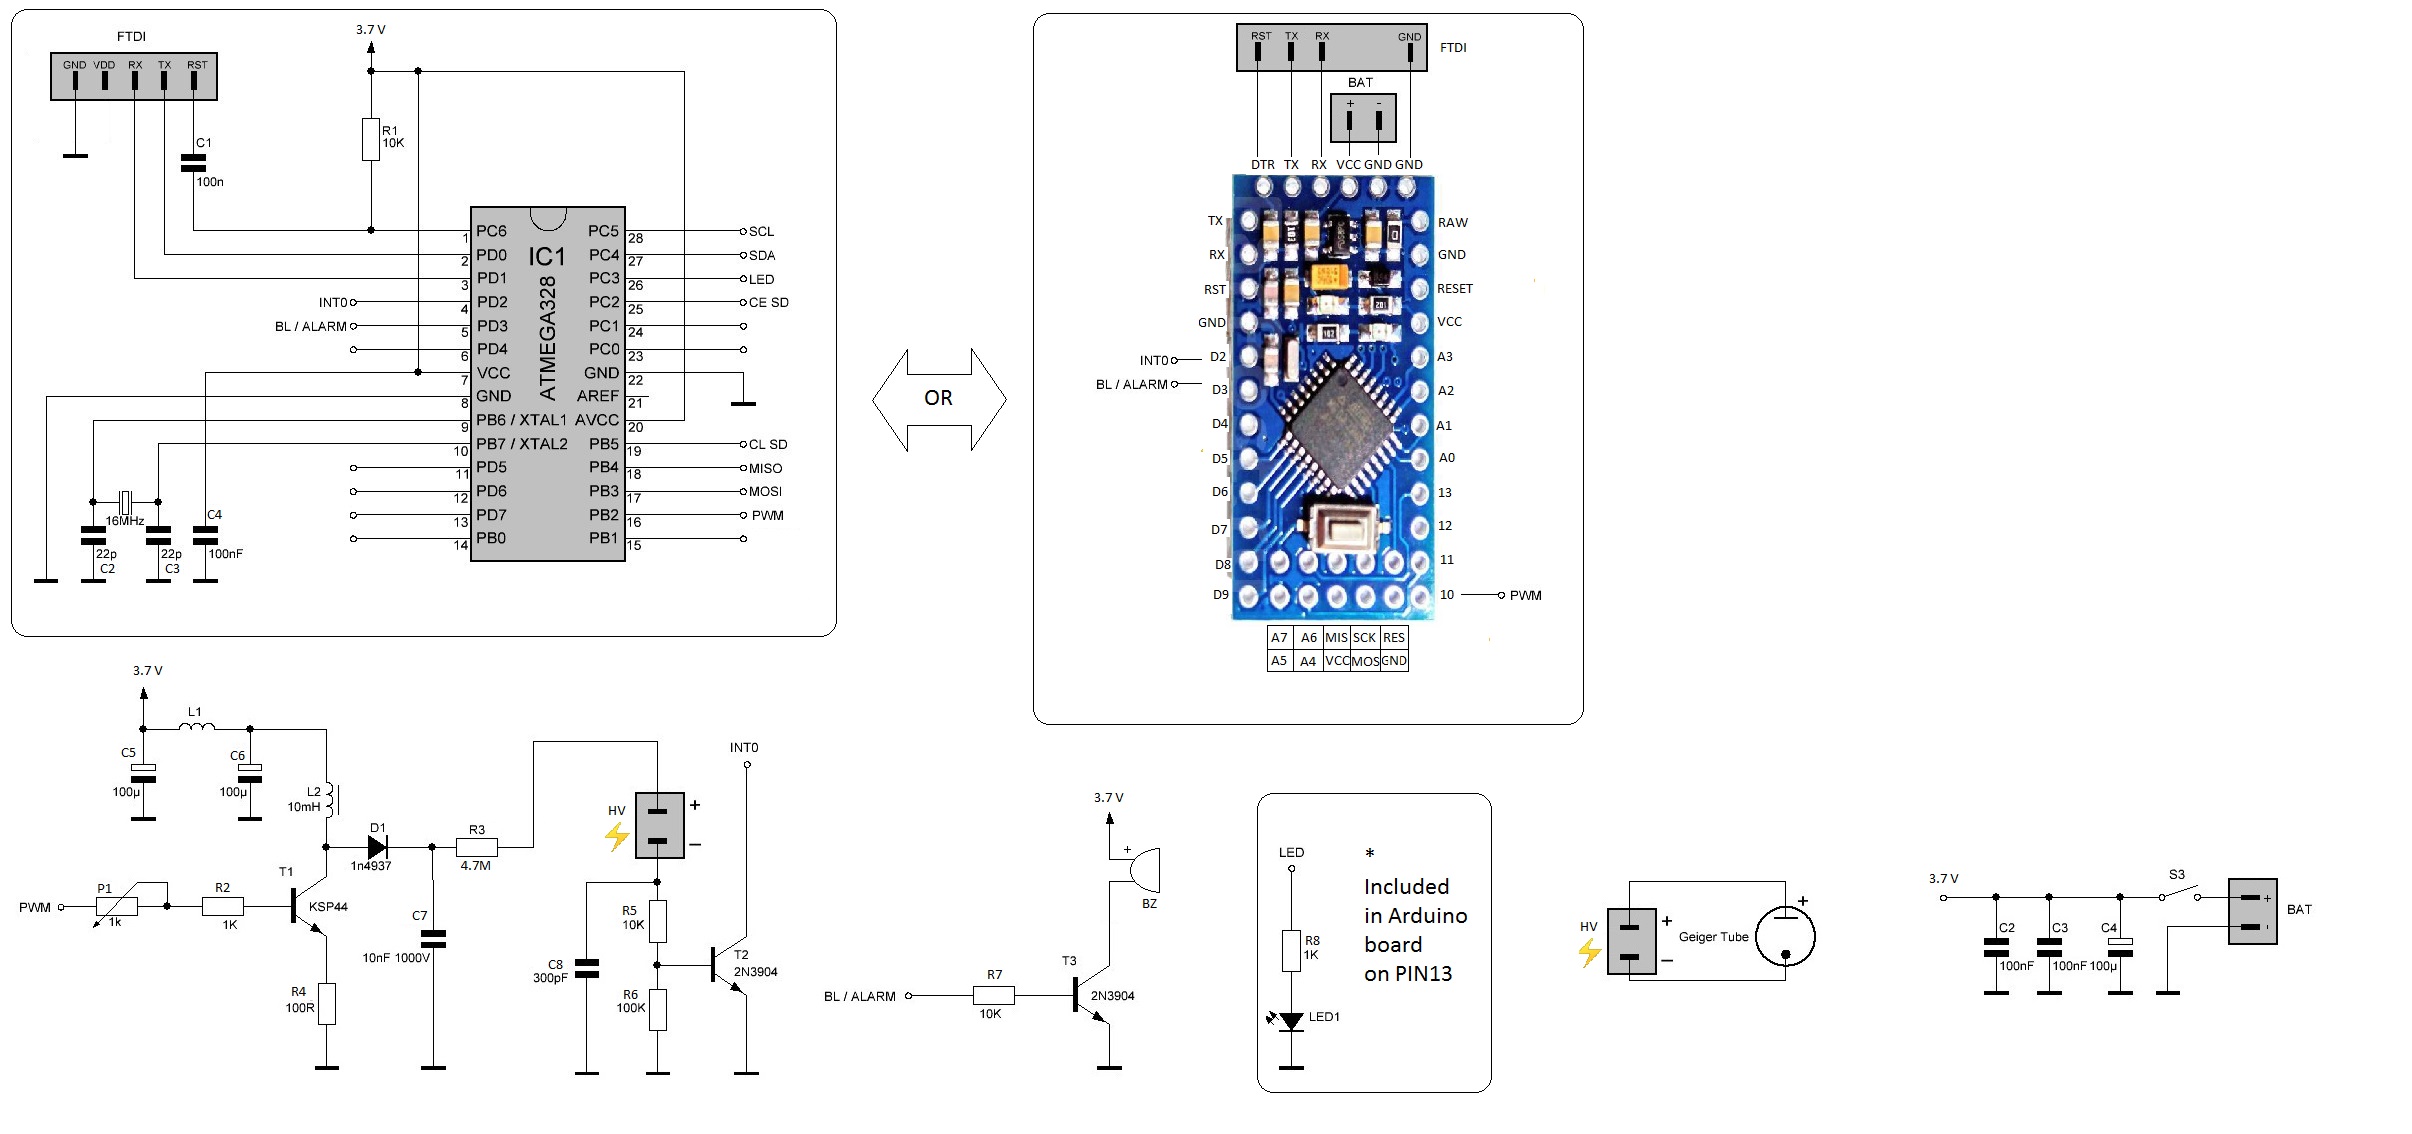 FTDI
GND VDD RX TX RST
3.7 V
R1
10K
C1
100n
IC1
ATMEGA328
PC6
1
PD0
2
PD1
3
INT0
PD2
4
BL / ALARM
PD3
5
PD4
6
VCC
7
GND
8
PB6 / XTAL1
9
PB7 / XTAL2
10
PD5
11
PD6
12
PD7
13
PB0
14
PC5
28
SCL
PC4
27
SDA
PC3
26
LED
PC2
25
CE SD
PC1
24
PC0
23
GND
22
AREF
21
AVCC
20
PB5
19
CL SD
PB4
18
MISO
PB3
17
MOSI
PB2
16
PWM
PB1
15
16MHz
22p
C2
22p
C3
C4
100nF
OR
RST TX RX GND
FTDI
BAT
+ -
DTR TX RX VCC GND GND
TX
RX
RST
GND
INT0
D2
BL / ALARM
D3
D4
D5
D6
D7
D8
D9
RAW
GND
RESET
VCC
A3
A2
A1
A0
13
12
11
10
PWM
A7 A6 MIS SCK RES
A5 A4 VCC MOS GND
3.7 V
L1
C5
100µ
C6
100µ
L2
10mH
D1
1n4937
R3
4.7M
T1
KSP44
PWM
P1
1k
R2
1K
R4
100R
C7
10nF 1000V
HV
+
−
INT0
R5
10K
C8
300pF
R6
100K
T2
2N3904
3.7 V
+
BZ
T3
2N3904
BL / ALARM
R7
10K
LED
R8
1K
LED1
*
Included
in Arduino
board
on PIN13
HV
+
−
Geiger Tube
+
3.7 V
S3
BAT
+
-
C2
100nF
C3
100nF
C4
100µ